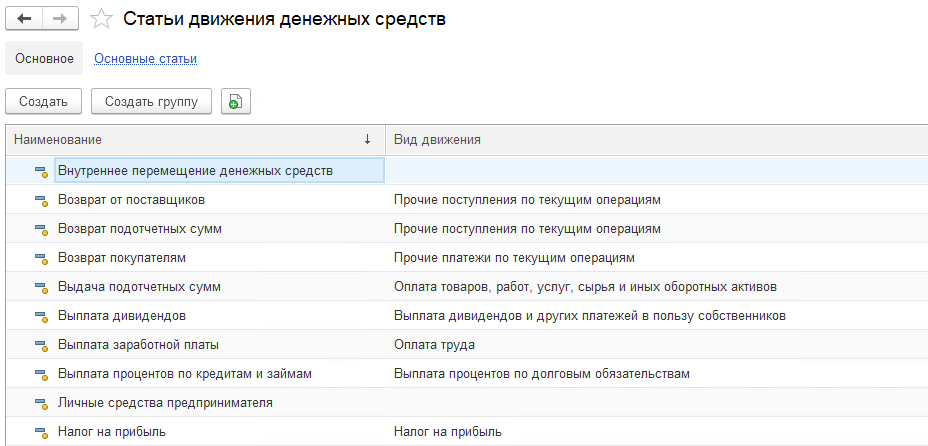 Статьи движения денежных средств
Основное Основные статьи
Создать Создать группу
Наименование ↓ Вид движения
Внутреннее перемещение денежных средств
Возврат от поставщиков Прочие поступления по текущим операциям
Возврат подотчетных сумм Прочие поступления по текущим операциям
Возврат покупателям Прочие платежи по текущим операциям
Выдача подотчетных сумм Оплата товаров, работ, услуг, сырья и иных оборотных активов
Выплата дивидендов Выплата дивидендов и других платежей в пользу собственников
Выплата заработной платы Оплата труда
Выплата процентов по кредитам и займам Выплата процентов по долговым обязательствам
Личные средства предпринимателя
Налог на прибыль Налог на прибыль